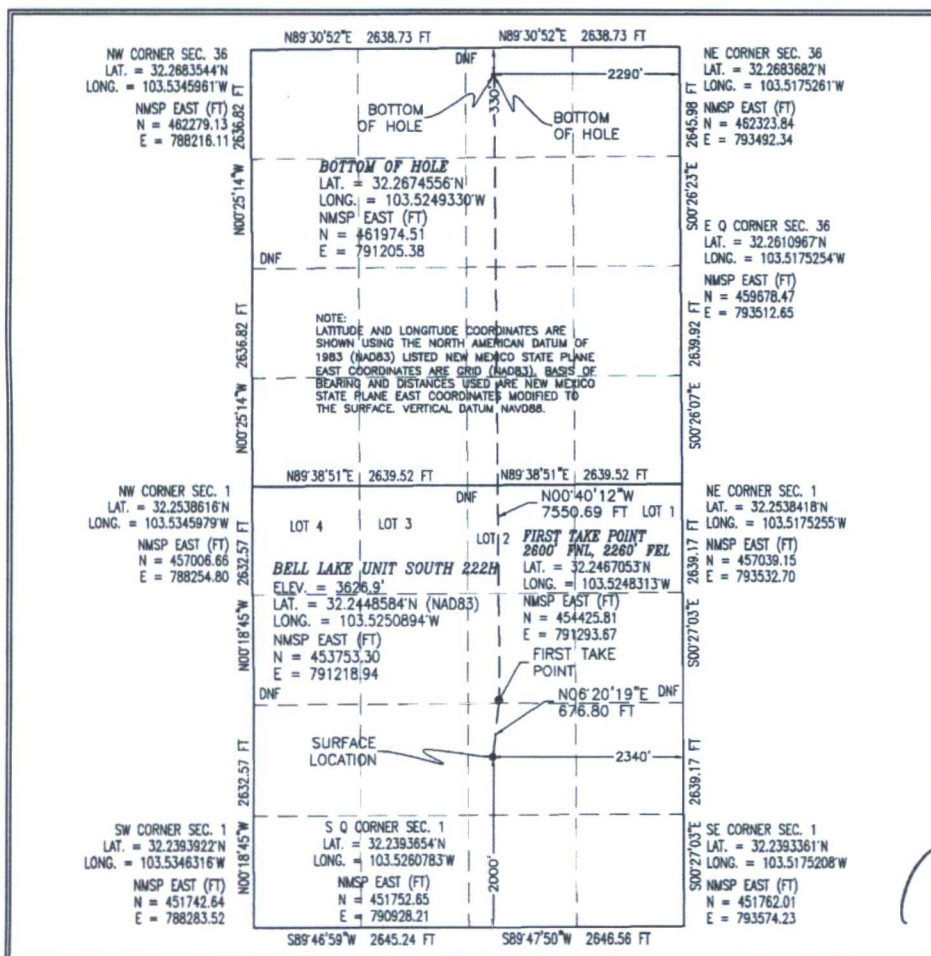 N89°30'52"E 2638.73 FT
N89°30'52"E 2638.73 FT
NW CORNER SEC. 36
LAT. = 32.2683544°N
LONG. = 103.5345961°W
NMSP EAST (FT)
N = 462279.13
E = 788216.11
DNF
2290'
330'
NE CORNER SEC. 36
LAT. = 32.2683682°N
LONG. = 103.5175261°W
NMSP EAST (FT)
N = 462323.84
E = 793492.34
N00°25'14"W 2636.82 FT
S00°26'23"E 2645.98 FT
BOTTOM
OF HOLE
BOTTOM
OF HOLE
BOTTOM OF HOLE
LAT. = 32.2674556°N
LONG. = 103.5249330°W
NMSP EAST (FT)
N = 461974.51
E = 791205.38
DNF
E Q CORNER SEC. 36
LAT. = 32.2610967°N
LONG. = 103.5175254°W
NMSP EAST (FT)
N = 459678.47
E = 793512.65
NOTE:
LATITUDE AND LONGITUDE COORDINATES ARE
SHOWN USING THE NORTH AMERICAN DATUM OF
1983 (NAD83) LISTED NEW MEXICO STATE PLANE
EAST COORDINATES ARE GRID (NAD83). BASIS OF
BEARING AND DISTANCES USED ARE NEW MEXICO
STATE PLANE EAST COORDINATES MODIFIED TO
THE SURFACE. VERTICAL DATUM NAVD88.
N00°25'14"W 2636.82 FT
S00°26'07"E 2639.92 FT
N89°38'51"E 2639.52 FT
N89°38'51"E 2639.52 FT
NW CORNER SEC. 1
LAT. = 32.2538616°N
LONG. = 103.5345979°W
NMSP EAST (FT)
N = 457006.66
E = 788254.80
DNF
N00°40'12"W
7550.69 FT
LOT 4
LOT 3
LOT 2
LOT 1
NE CORNER SEC. 1
LAT. = 32.2538418°N
LONG. = 103.5175255°W
NMSP EAST (FT)
N = 457039.15
E = 793532.70
N00°18'45"W 2632.57 FT
S00°27'03"E 2639.17 FT
BELL LAKE UNIT SOUTH 222H
ELEV. = 3626.9'
LAT. = 32.2448584°N (NAD83)
LONG. = 103.5250894°W
NMSP EAST (FT)
N = 453753.30
E = 791218.94
FIRST TAKE POINT
2600' FNL, 2260' FEL
LAT. = 32.2467053°N
LONG. = 103.5248313°W
NMSP EAST (FT)
N = 454425.81
E = 791293.67
FIRST TAKE
POINT
DNF
N06°20'19"E
676.80 FT
DNF
SURFACE
LOCATION
2340'
2000'
N00°18'45"W 2632.57 FT
S00°27'03"E 2639.17 FT
SW CORNER SEC. 1
LAT. = 32.2393922°N
LONG. = 103.5346316°W
NMSP EAST (FT)
N = 451742.64
E = 788283.52
S Q CORNER SEC. 1
LAT. = 32.2393654°N
LONG. = 103.5260783°W
NMSP EAST (FT)
N = 451752.65
E = 790928.21
SE CORNER SEC. 1
LAT. = 32.2393361°N
LONG. = 103.5175208°W
NMSP EAST (FT)
N = 451762.01
E = 793574.23
S89°46'59"W 2645.24 FT
S89°47'50"W 2646.56 FT